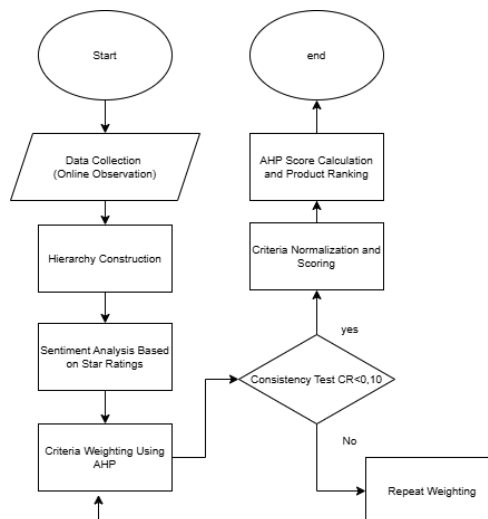 Start
Data Collection
(Online Observation)
Hierarchy Construction
Sentiment Analysis Based
on Star Ratings
Criteria Weighting Using
AHP
Consistency Test CR<0,10
yes
No
Repeat Weighting
Criteria Normalization and
Scoring
AHP Score Calculation
and Product Ranking
end